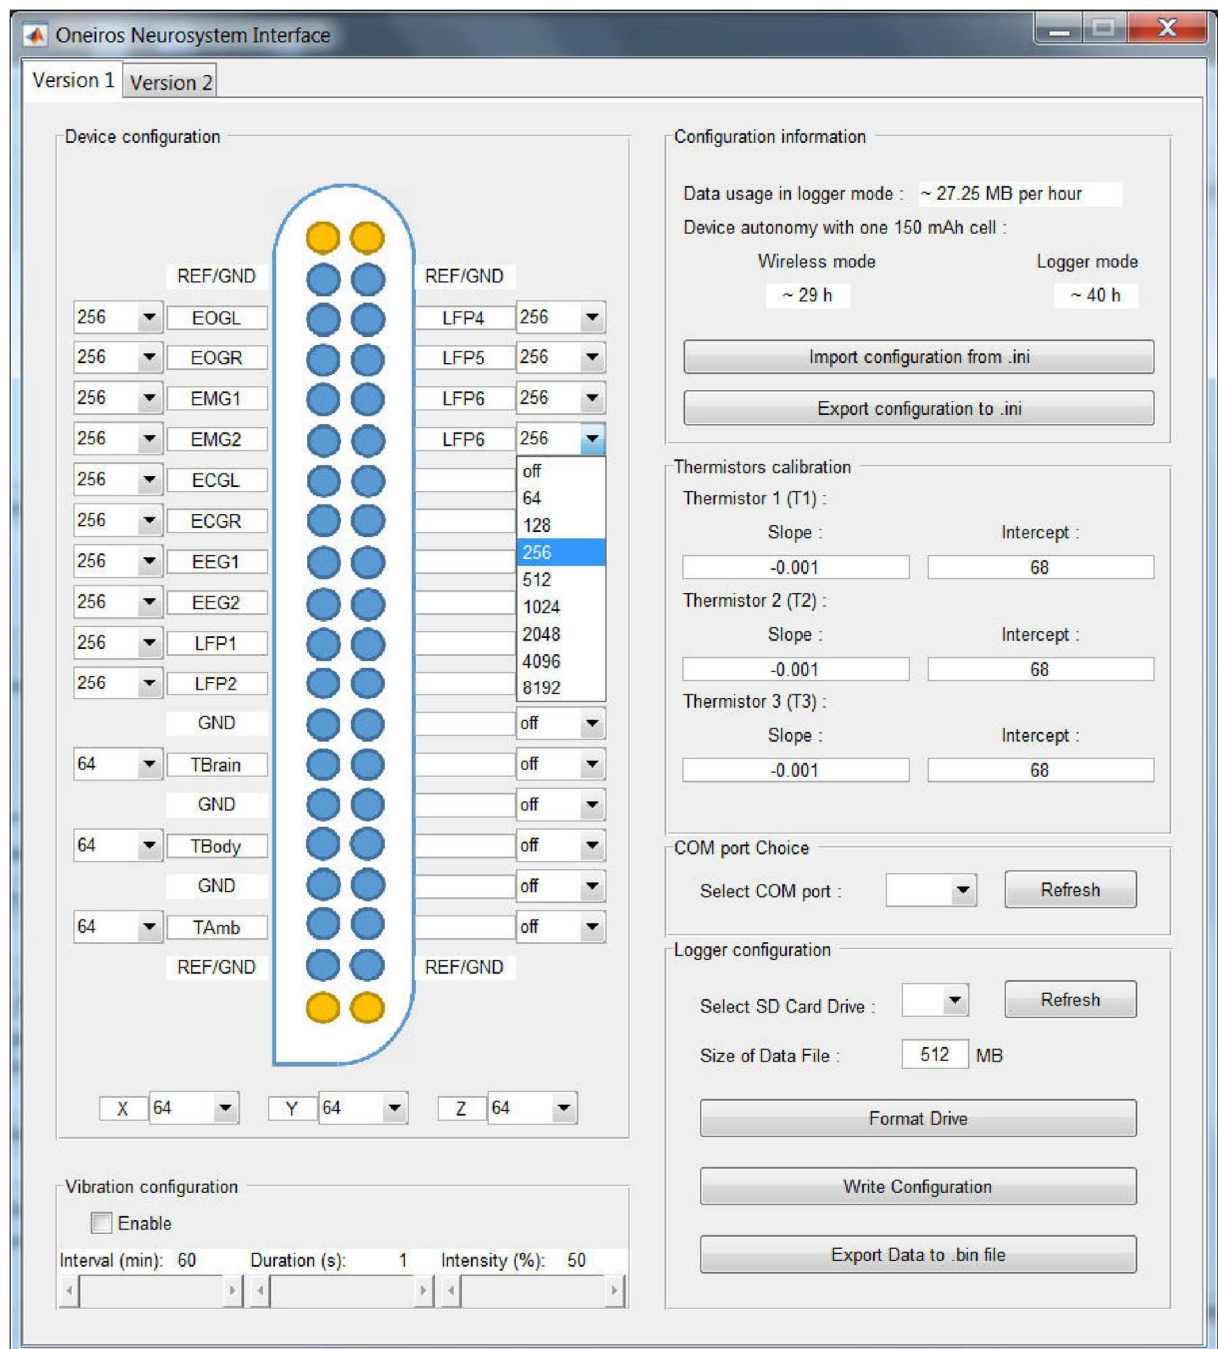 Oneiros Neurosystem Interface
Version 1 Version 2
Device configuration
REF/GND REF/GND
256 EOGL LFP4 256
256 EOGR LFP5 256
256 EMG1 LFP6 256
256 EMG2 LFP6 256
256 ECGL off
64
256 ECGR 128
256 EEG1 256
512
256 EEG2 1024
256 LFP1 2048
4096
256 LFP2 8192
GND off
64 TBrain off
GND off
64 TBody off
GND off
64 TAmb off
REF/GND REF/GND
X 64 Y 64 Z 64
Vibration configuration
Enable
Interval (min): 60 Duration (s): 1 Intensity (%): 50
Configuration information
Data usage in logger mode : ~ 27.25 MB per hour
Device autonomy with one 150 mAh cell :
Wireless mode Logger mode
~ 29 h ~ 40 h
Import configuration from .ini
Export configuration to .ini
Thermistors calibration
Thermistor 1 (T1) :
Slope : Intercept :
-0.001 68
Thermistor 2 (T2) :
Slope : Intercept :
-0.001 68
Thermistor 3 (T3) :
Slope : Intercept :
-0.001 68
COM port Choice
Select COM port : Refresh
Logger configuration
Select SD Card Drive : Refresh
Size of Data File : 512 MB
Format Drive
Write Configuration
Export Data to .bin file